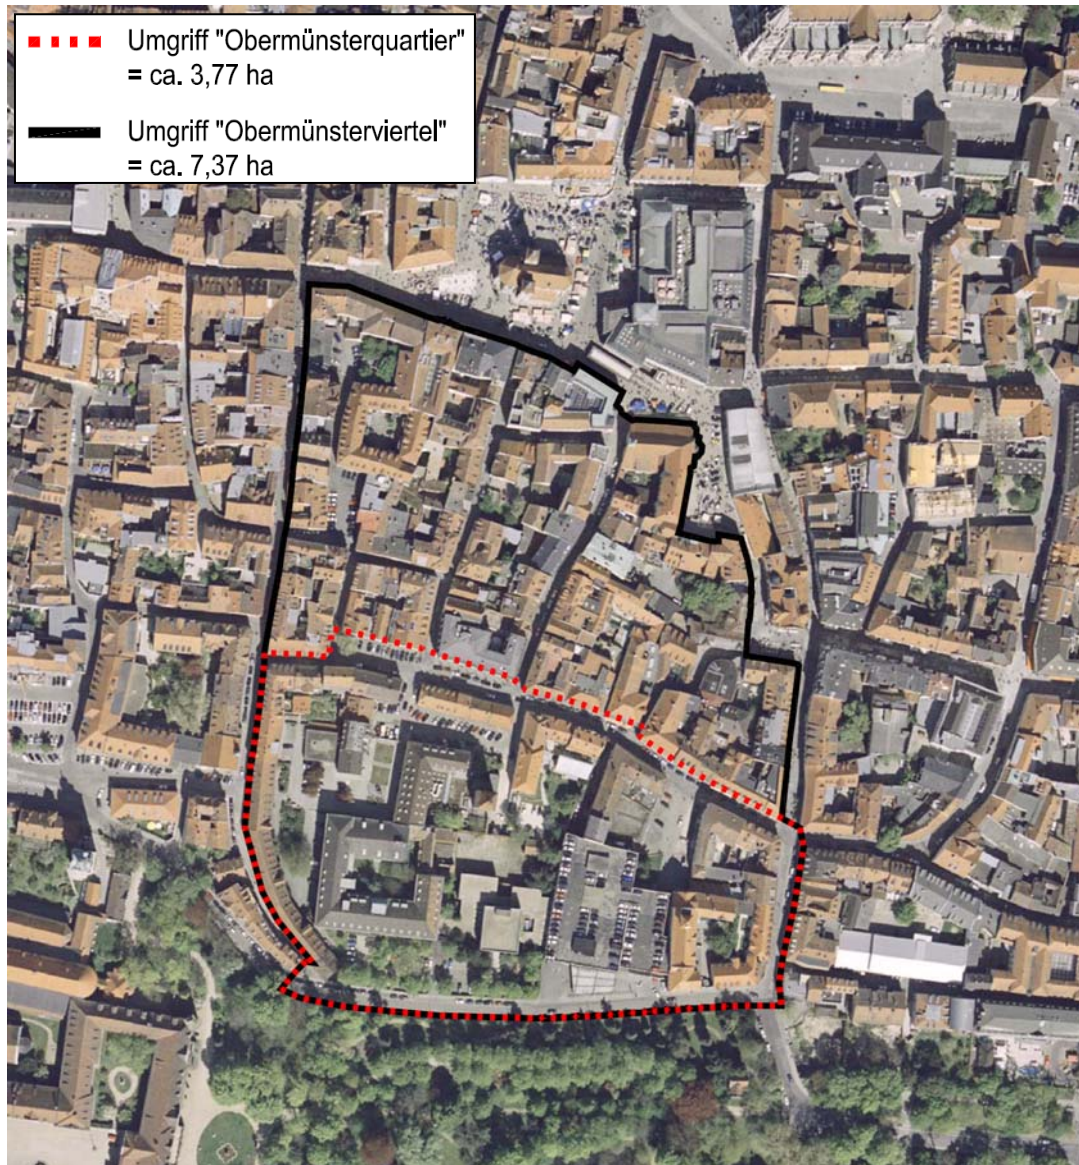 Umgriff "Obermünsterquartier"
= ca. 3,77 ha
Umgriff "Obermünsterviertel"
= ca. 7,37 ha